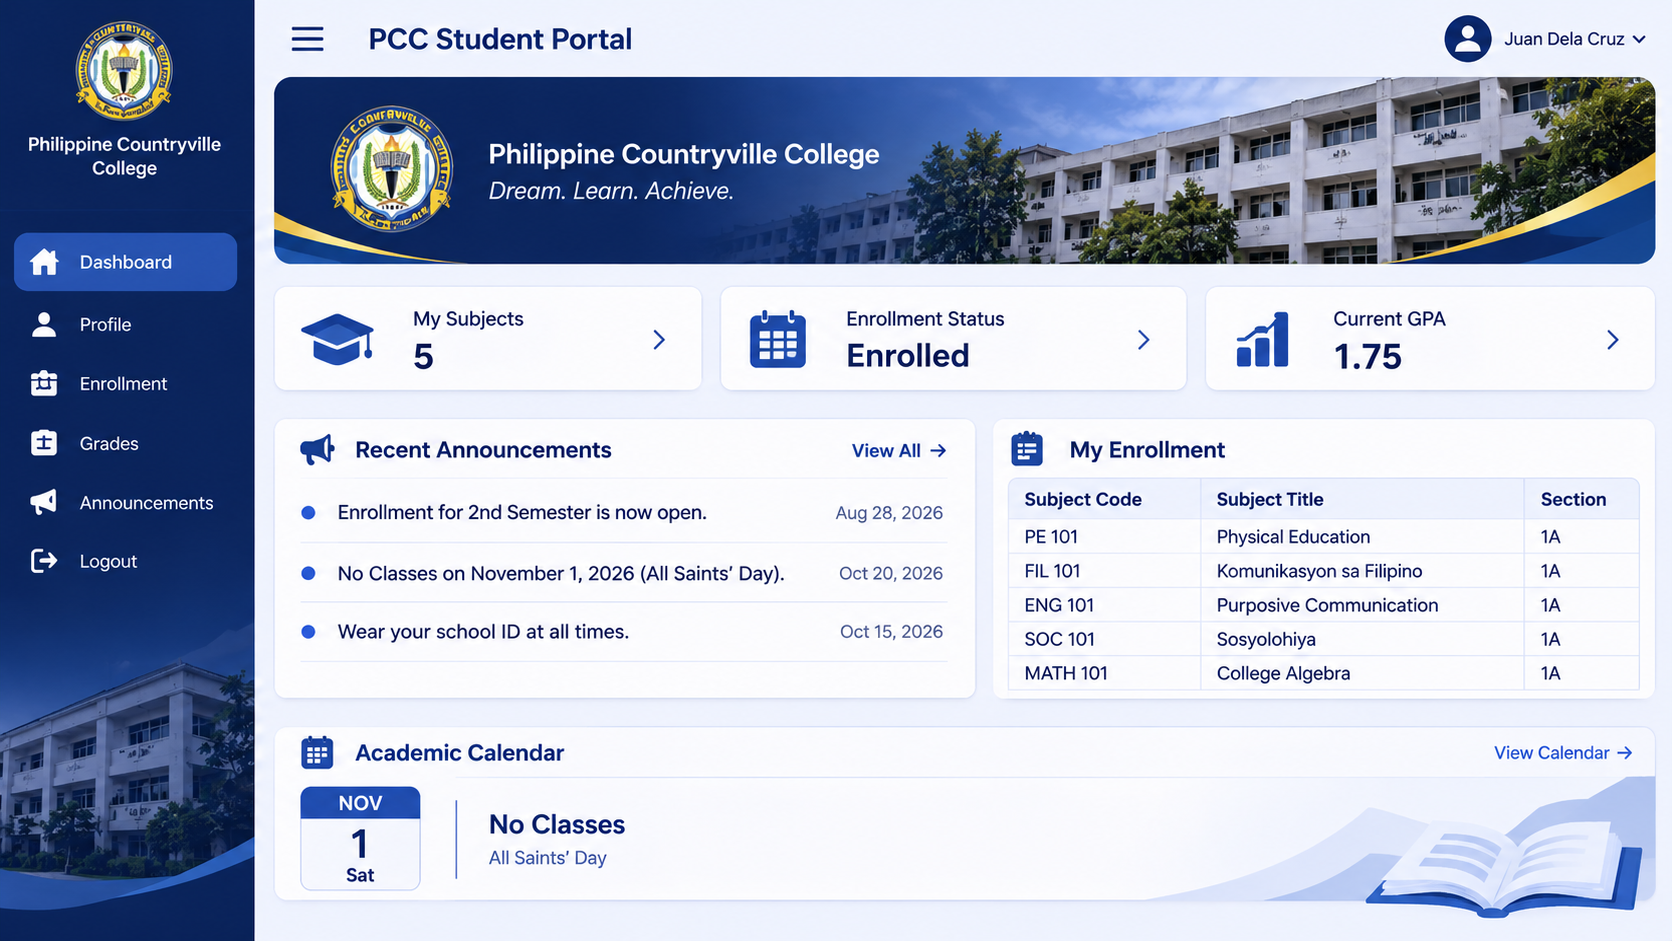 Philippine Countryville
College
Dashboard
Profile
Enrollment
Grades
Announcements
Logout
PCC Student Portal
Juan Dela Cruz
Philippine Countryville College
Dream. Learn. Achieve.
My Subjects
5
Enrollment Status
Enrolled
Current GPA
1.75
Recent Announcements
View All
Enrollment for 2nd Semester is now open. Aug 28, 2026
No Classes on November 1, 2026 (All Saints’ Day). Oct 20, 2026
Wear your school ID at all times. Oct 15, 2026
My Enrollment
Subject Code Subject Title Section
PE 101 Physical Education 1A
FIL 101 Komunikasyon sa Filipino 1A
ENG 101 Purposive Communication 1A
SOC 101 Sosyolohiya 1A
MATH 101 College Algebra 1A
Academic Calendar
View Calendar
NOV
1
Sat
No Classes
All Saints’ Day